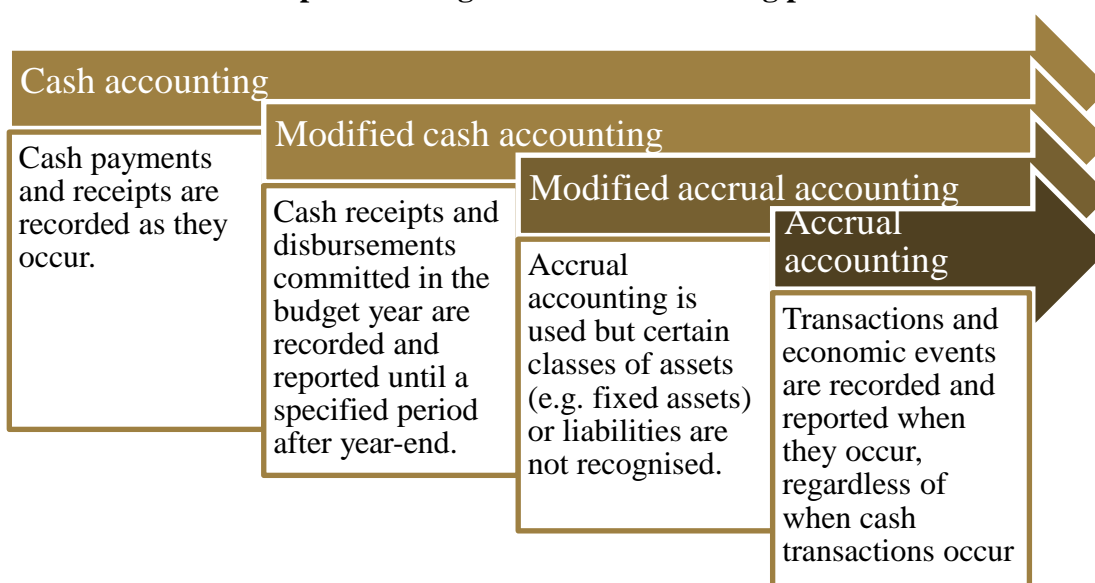 Cash accounting
Cash payments
and receipts are
recorded as they
occur.
Modified cash accounting
Cash receipts and
disbursements
committed in the
budget year are
recorded and
reported until a
specified period
after year-end.
Modified accrual accounting
Accrual
accounting is
used but certain
classes of assets
(e.g. fixed assets)
or liabilities are
not recognised.
Accrual
accounting
Transactions and
economic events
are recorded and
reported when
they occur,
regardless of
when cash
transactions occur